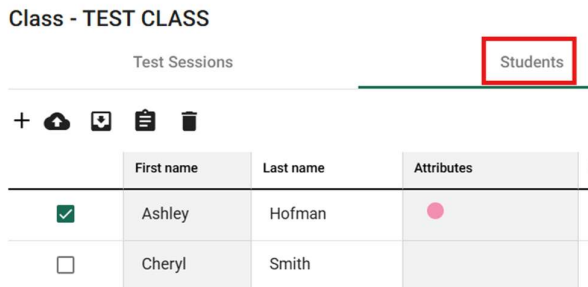 Class - TEST CLASS
Test Sessions Students
First name Last name Attributes
Ashley Hofman
Cheryl Smith